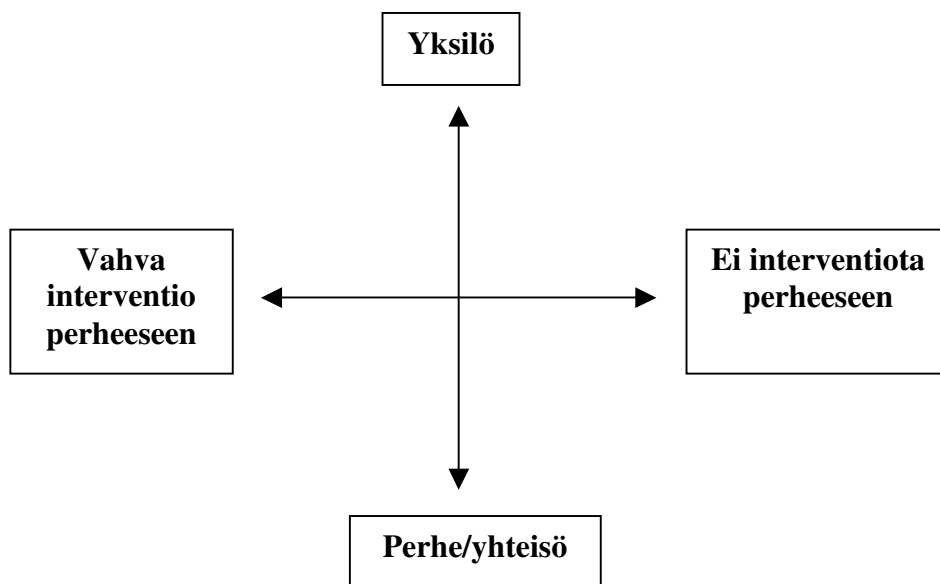 Yksilö
Vahva
interventio
perheeseen
Ei interventiota
perheeseen
Perhe/yhteisö